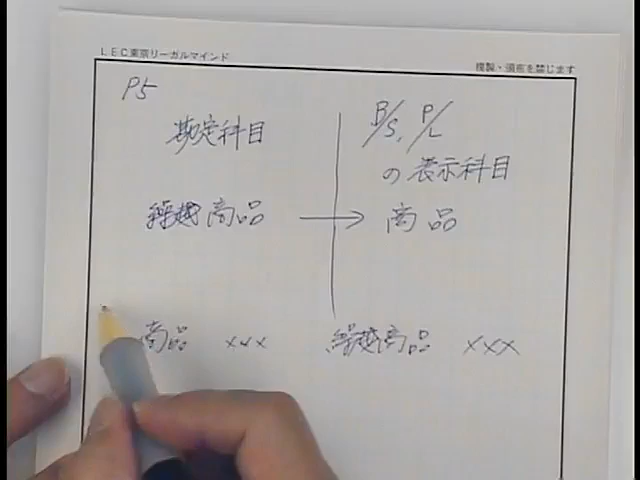 LEC東京リーガルマインド
複製・頒布を禁じます
P5
勘定科目
B/S, P/L
の表示科目
繰越商品 → 商品
商品 ××× 繰越商品 ×××